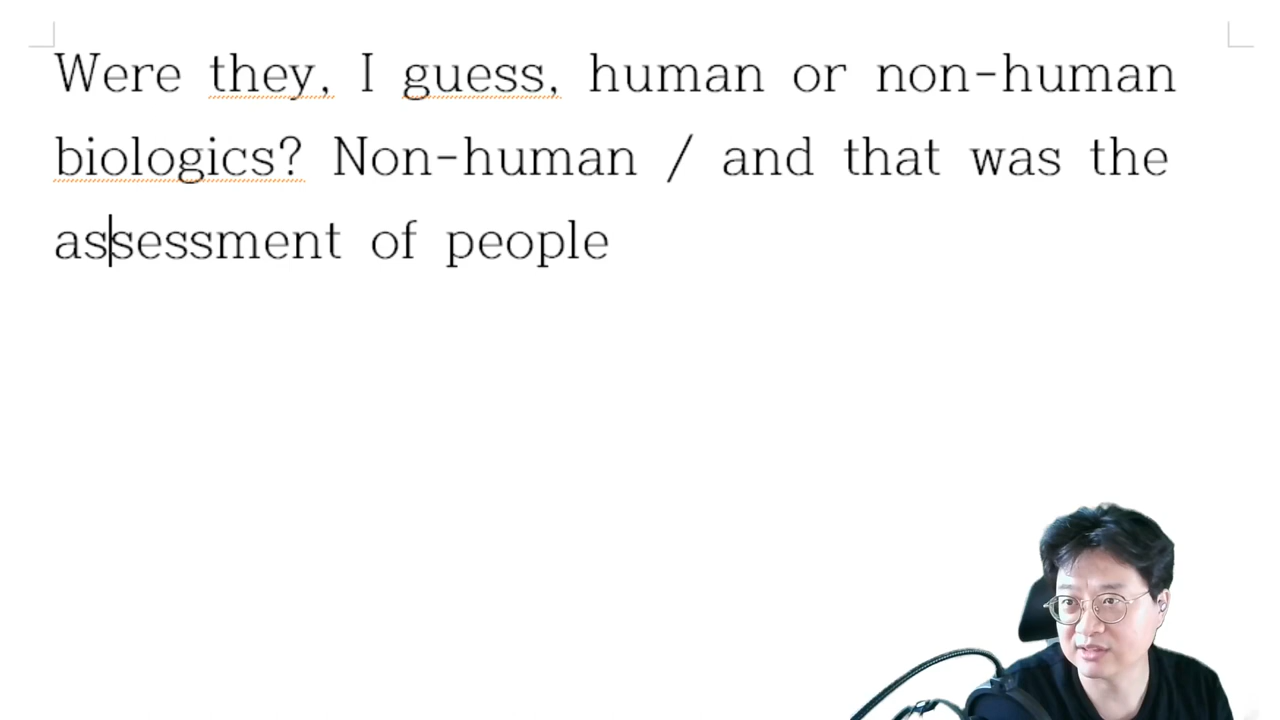 Were they, I guess, human or non-human
biologics? Non-human / and that was the
assessment of people